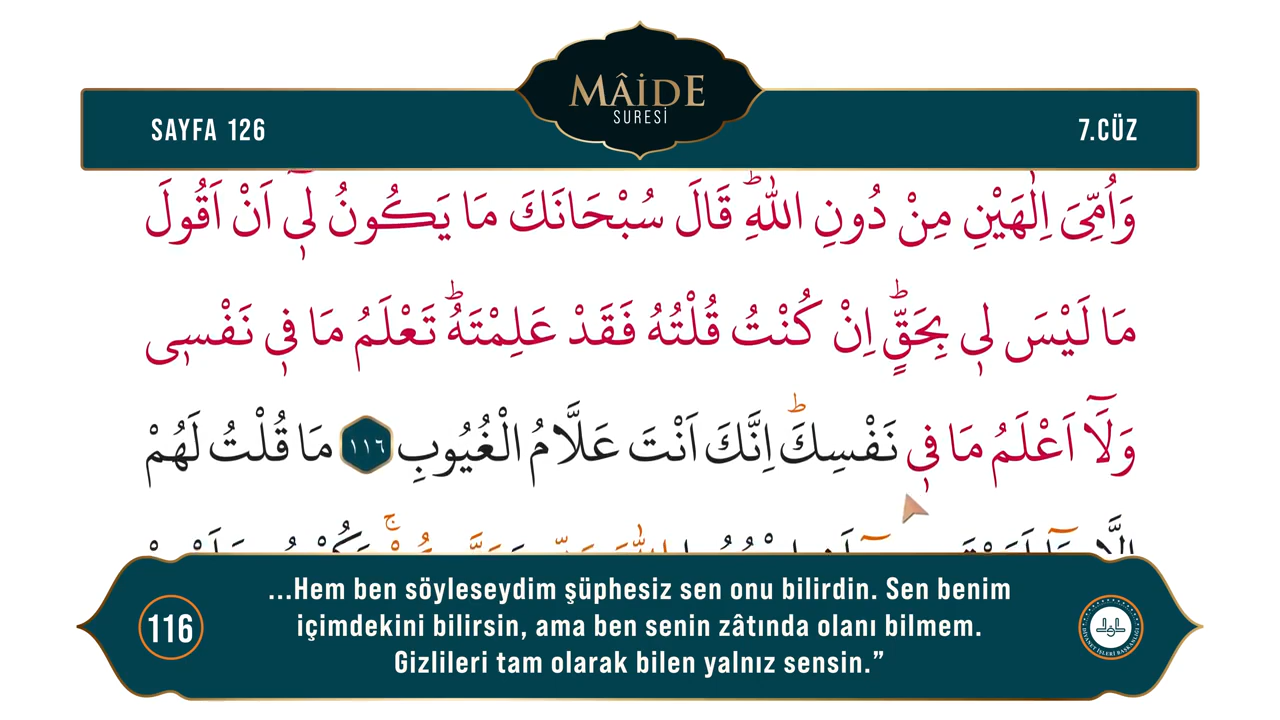 MÂİDE
SURESİ
SAYFA 126
7.CÜZ
وَاُمِّىَ اِلٰهَيْنِ مِنْ دُونِ اللّٰهِۜ قَالَ سُبْحَانَكَ مَا يَكُونُ ل۪ٓى اَنْ اَقُولَ
مَا لَيْسَ ل۪ى بِحَقٍّۜ اِنْ كُنْتُ قُلْتُهُ فَقَدْ عَلِمْتَهُۜ تَعْلَمُ مَا ف۪ى نَفْس۪ى
وَلَٓا اَعْلَمُ مَا ف۪ى نَفْسِكَۜ اِنَّكَ اَنْتَ عَلَّامُ الْغُيُوبِ ١١٦ مَا قُلْتُ لَهُمْ
...Hem ben söyleseydim şüphesiz sen onu bilirdin. Sen benim
içimdekini bilirsin, ama ben senin zâtında olanı bilmem.
Gizlileri tam olarak bilen yalnız sensin.”
116